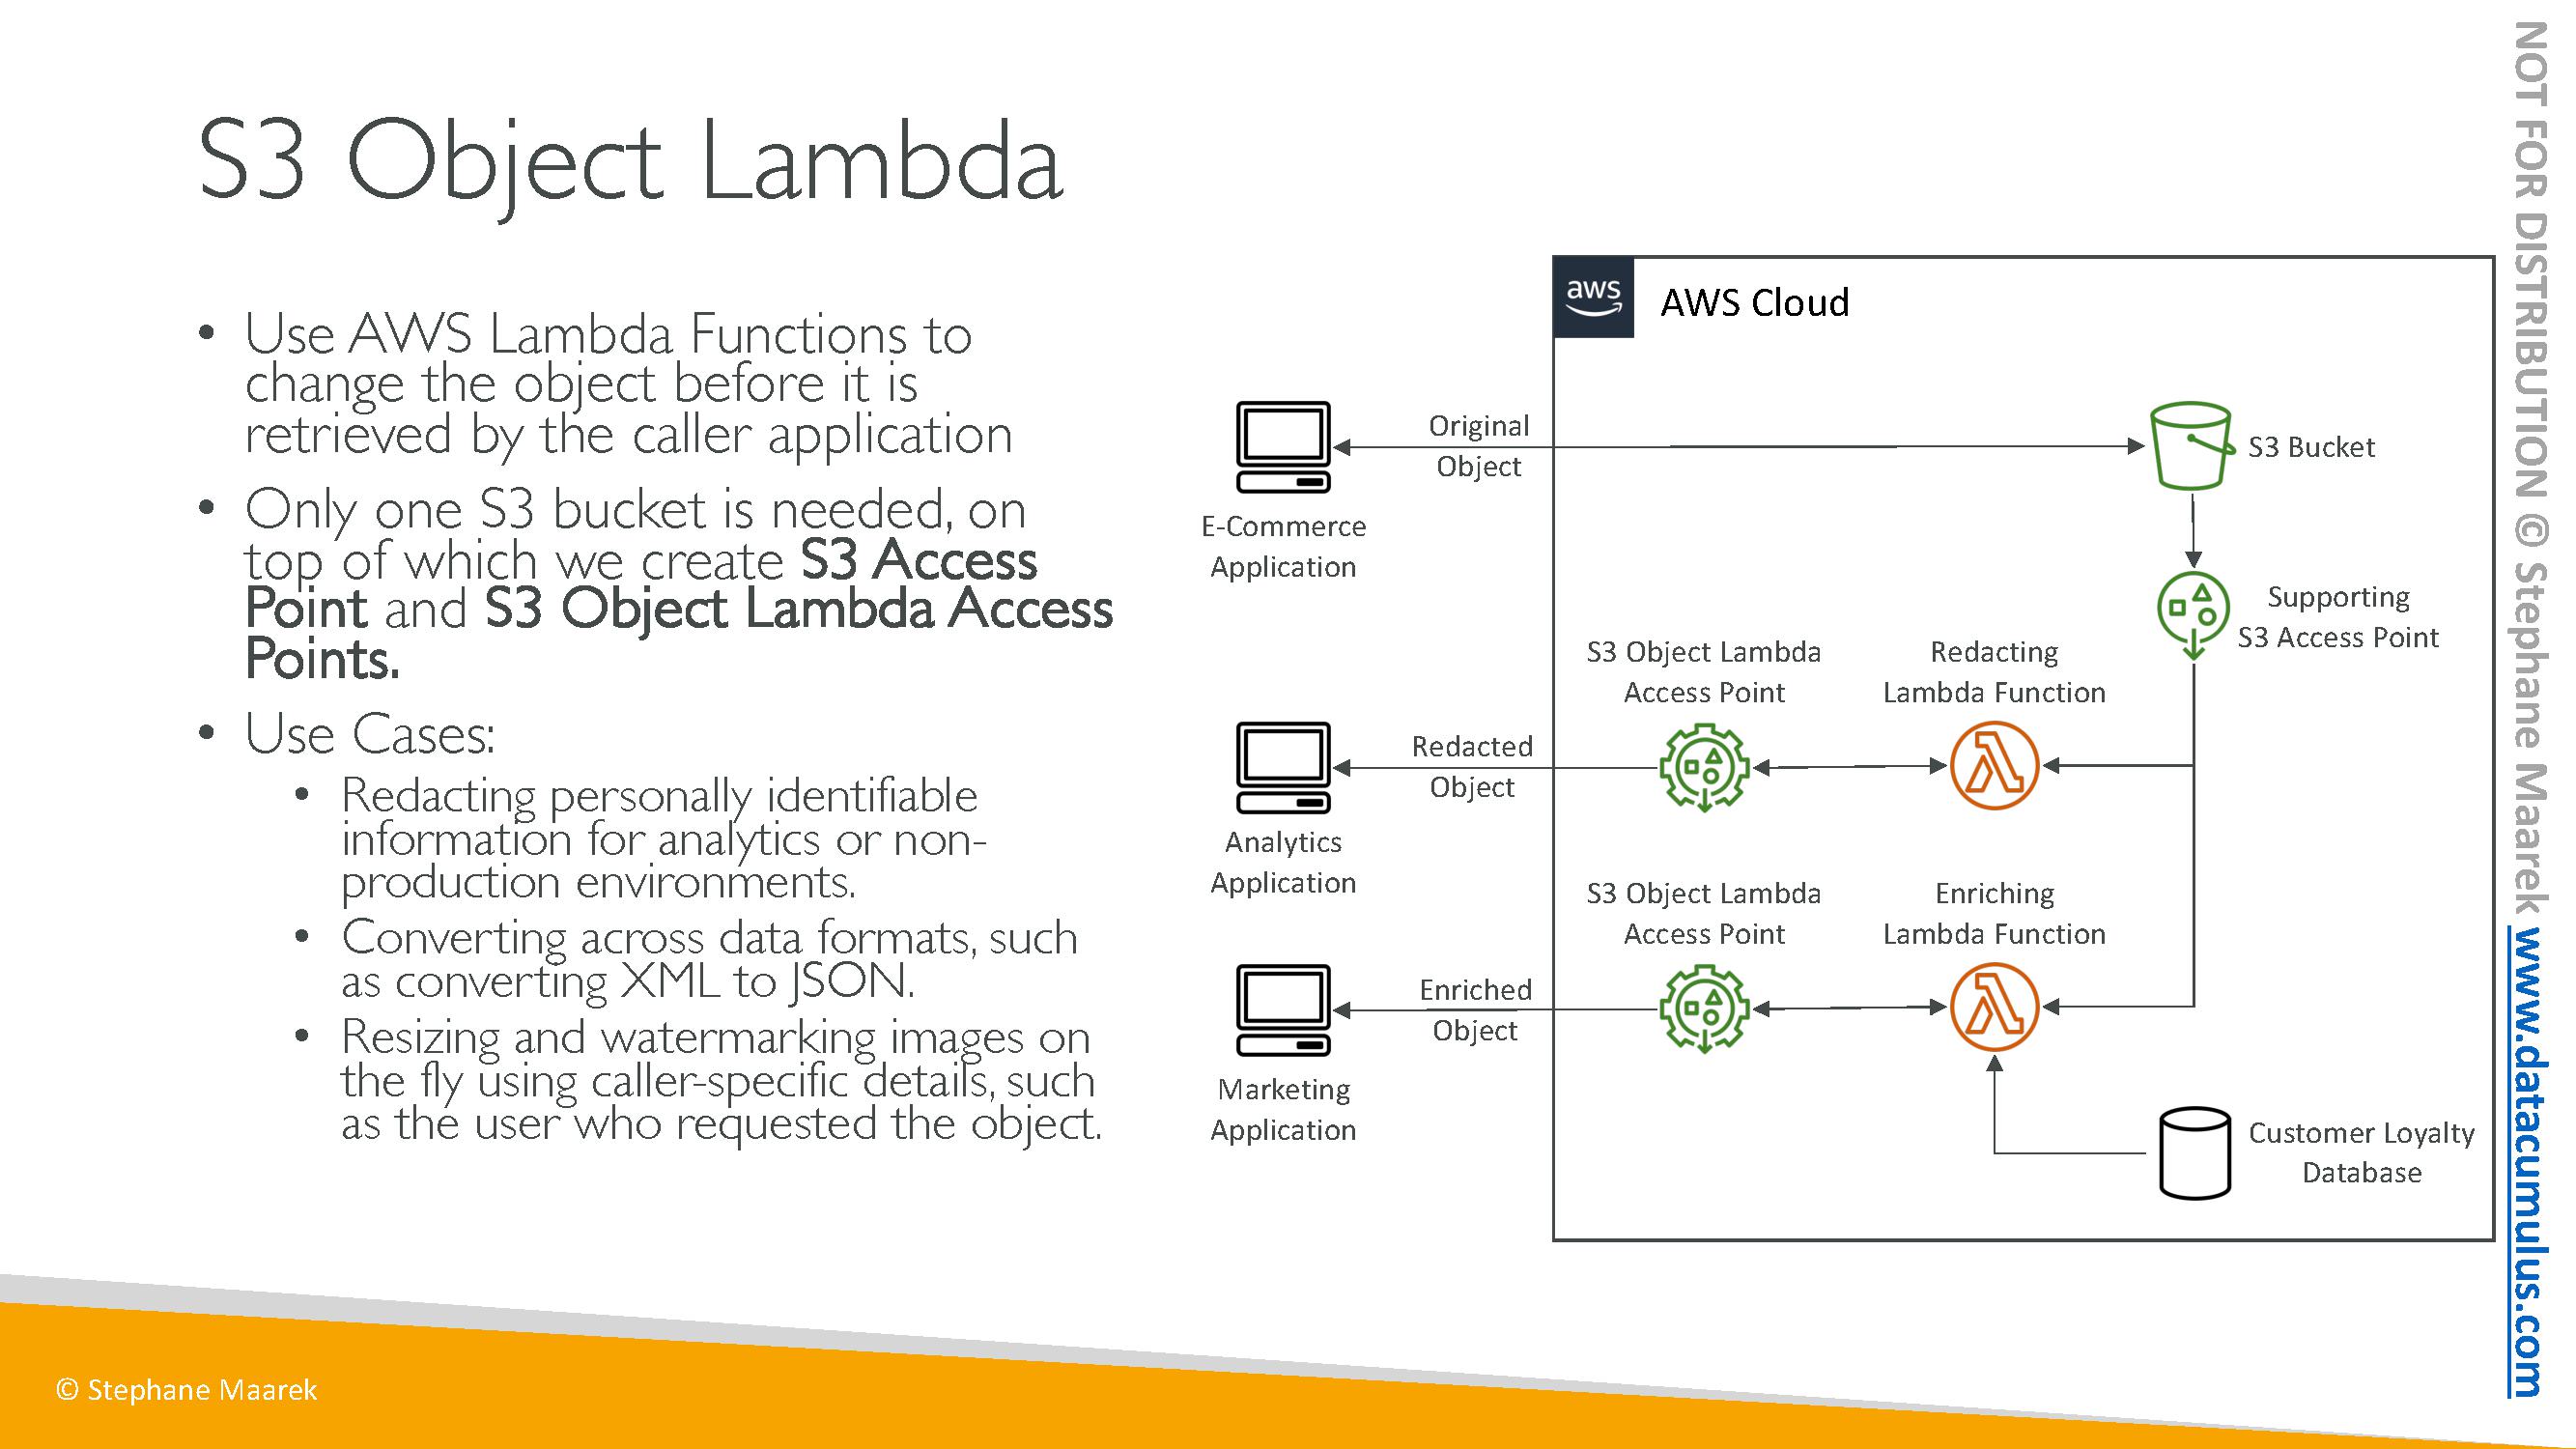 S3 Object Lambda
• Use AWS Lambda Functions to
change the object before it is
retrieved by the caller application
• Only one S3 bucket is needed, on
top of which we create S3 Access
Point and S3 Object Lambda Access
Points.
• Use Cases:
• Redacting personally identifiable
information for analytics or non-
production environments.
• Converting across data formats, such
as converting XML to JSON.
• Resizing and watermarking images on
the fly using caller-specific details, such
as the user who requested the object.
aws
AWS Cloud
E-Commerce
Application
Original
Object
S3 Bucket
Supporting
S3 Access Point
S3 Object Lambda
Access Point
Redacting
Lambda Function
Analytics
Application
Redacted
Object
S3 Object Lambda
Access Point
Enriching
Lambda Function
Marketing
Application
Enriched
Object
Customer Loyalty
Database
© Stephane Maarek
NOT FOR DISTRIBUTION © Stephane Maarek www.datacumulus.com